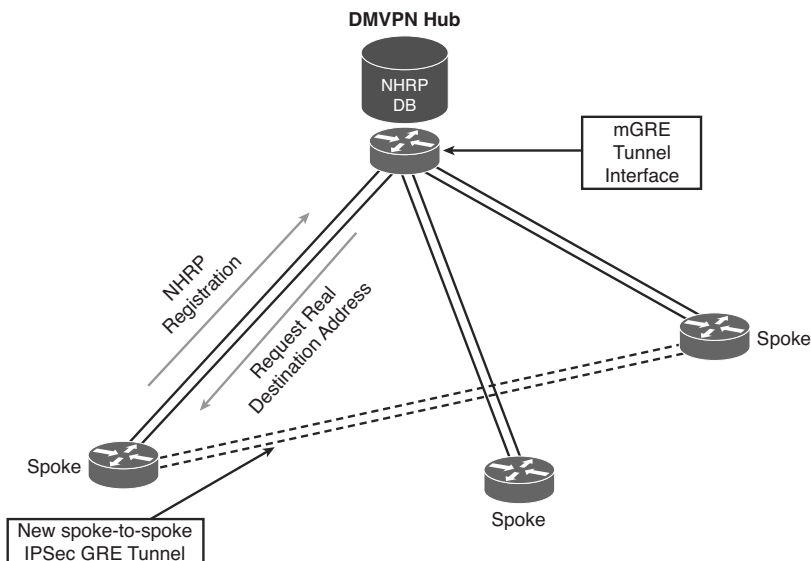 DMVPN Hub
NHRP
DB
mGRE
Tunnel
Interface
NHRP
Registration
Request Real
Destination Address
Spoke
Spoke
Spoke
New spoke-to-spoke
IPSec GRE Tunnel